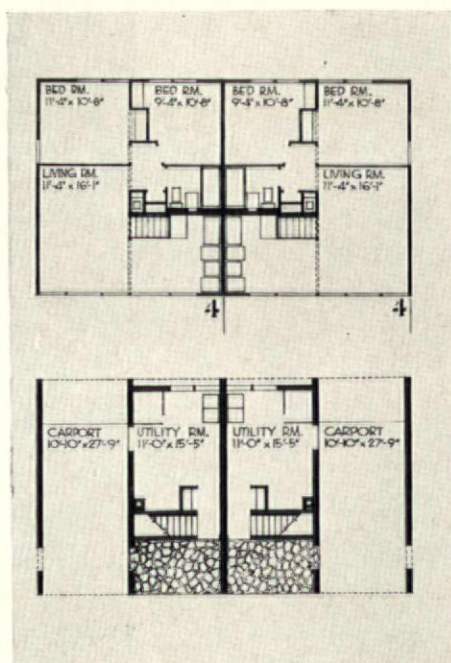 BED RM.
11'-4" x 10'-8"
BED RM.
9'-4" x 10'-8"
BED RM.
9'-4" x 10'-8"
BED RM.
11'-4" x 10'-8"
LIVING RM.
11'-4" x 16'-1"
LIVING RM.
11'-4" x 16'-1"
4
4
CARPORT
10'-10" x 27'-9"
UTILITY RM.
11'-0" x 15'-5"
UTILITY RM.
11'-0" x 15'-5"
CARPORT
10'-10" x 27'-9"